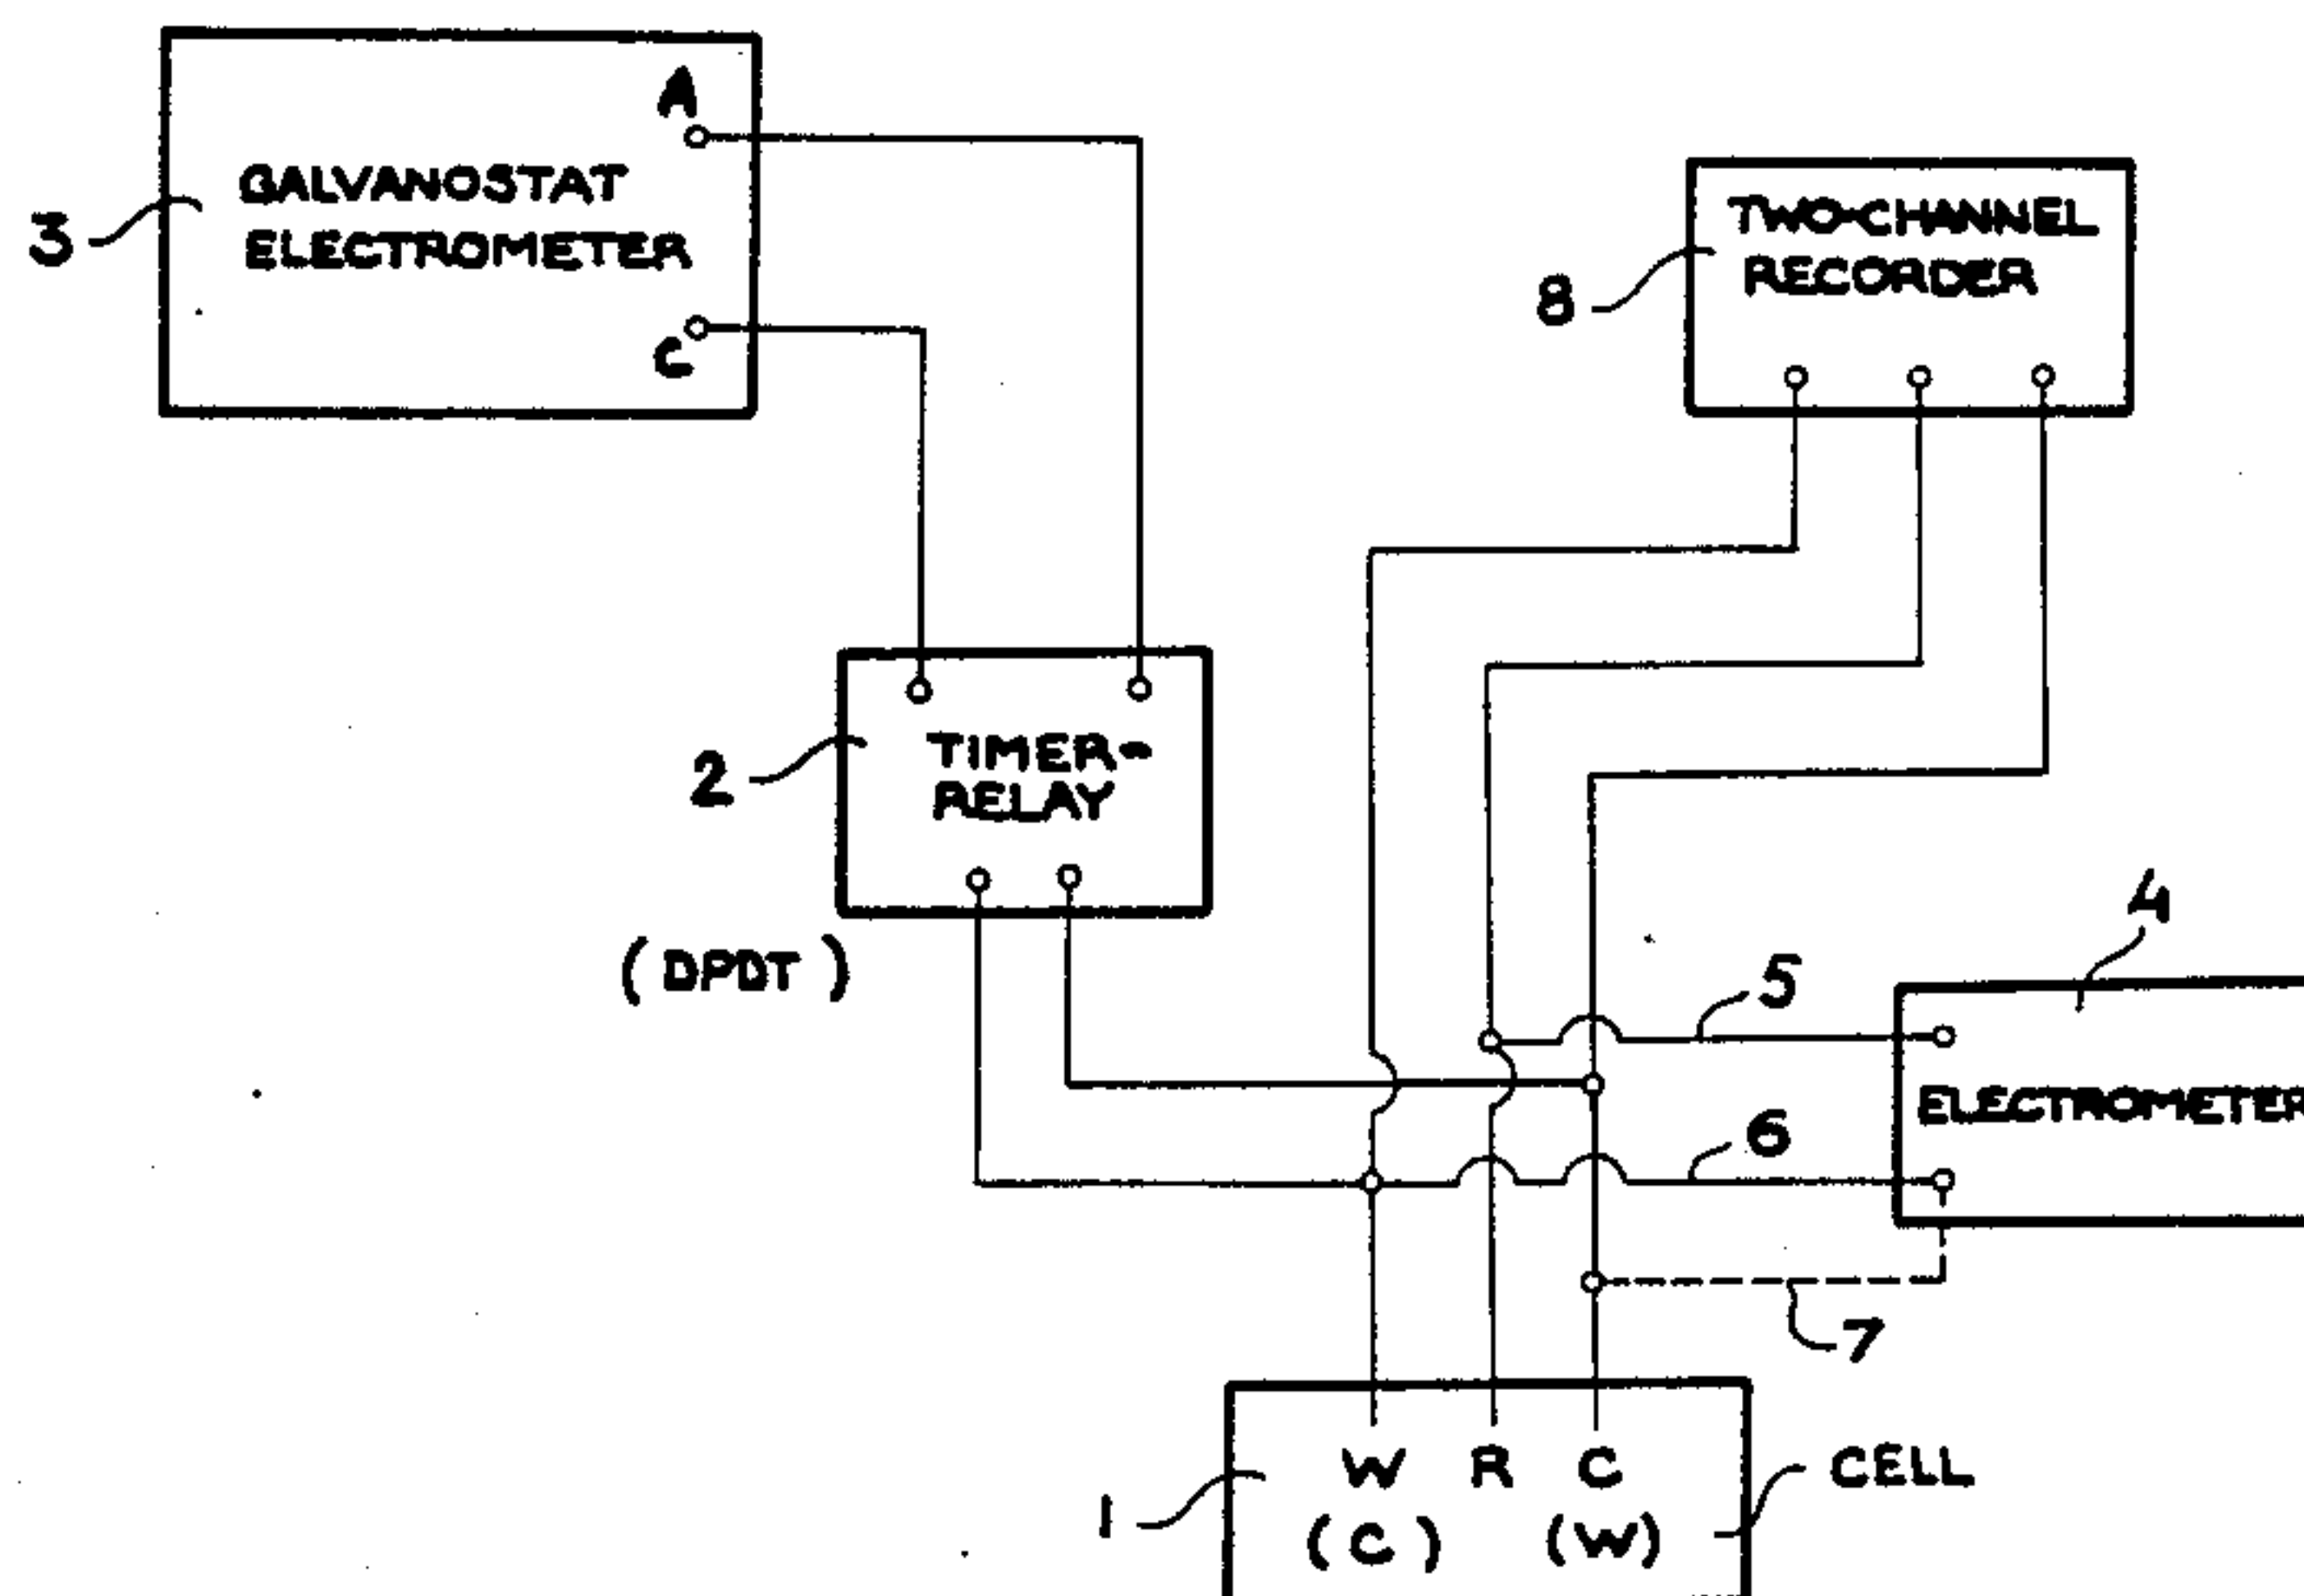 A
GALVANOSTAT
ELECTROMETER
3
C
TWO-CHANNEL
RECORDER
8
TIMER-
RELAY
2
(DPDT)
4
5
ELECTROMETER
6
7
W R C
CELL
1
(C) (W)